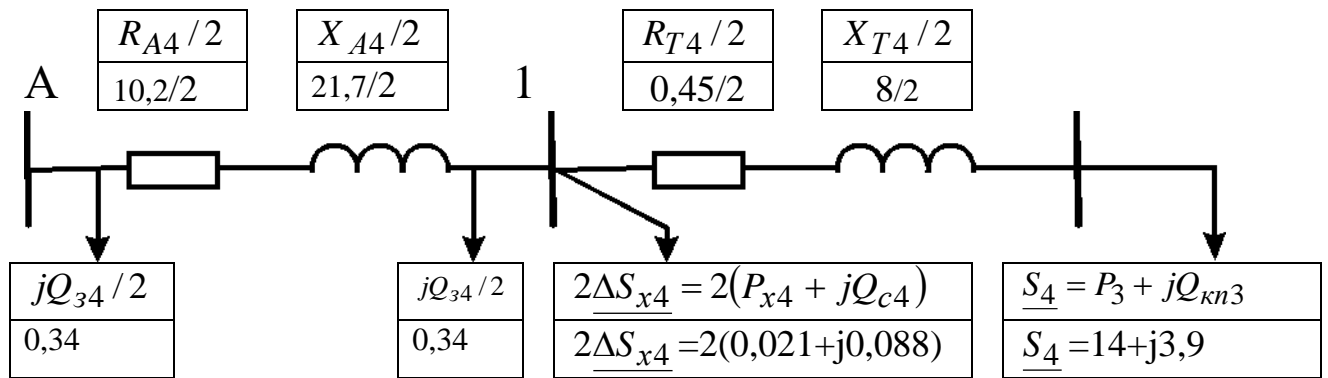 R_{A4} / 2
10,2/2
X_{A4} / 2
21,7/2
R_{T4} / 2
0,45/2
X_{T4} / 2
8/2
A
1
jQ_{з4} / 2
0,34
jQ_{з4} / 2
0,34
2ΔS_{x4} = 2(P_{x4} + jQ_{c4})
2ΔS_{x4} =2(0,021+j0,088)
S_4 = P_3 + jQ_{кп3}
S_4 =14+j3,9